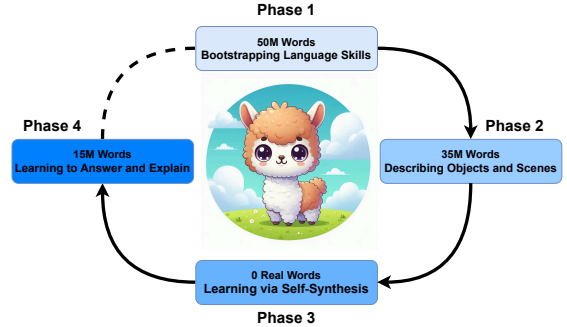 Phase 1
50M Words
Bootstrapping Language Skills
Phase 2
35M Words
Describing Objects and Scenes
Phase 3
0 Real Words
Learning via Self-Synthesis
Phase 4
15M Words
Learning to Answer and Explain